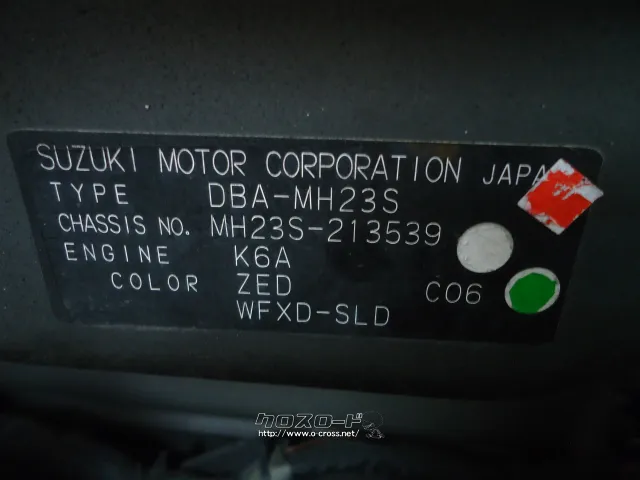 SUZUKI MOTOR CORPORATION JAPA
TYPE DBA-MH23S
CHASSIS NO. MH23S-213539
ENGINE K6A
COLOR ZED C06
WFXD-SLD
クロスロード
http://www.o-cross.net/